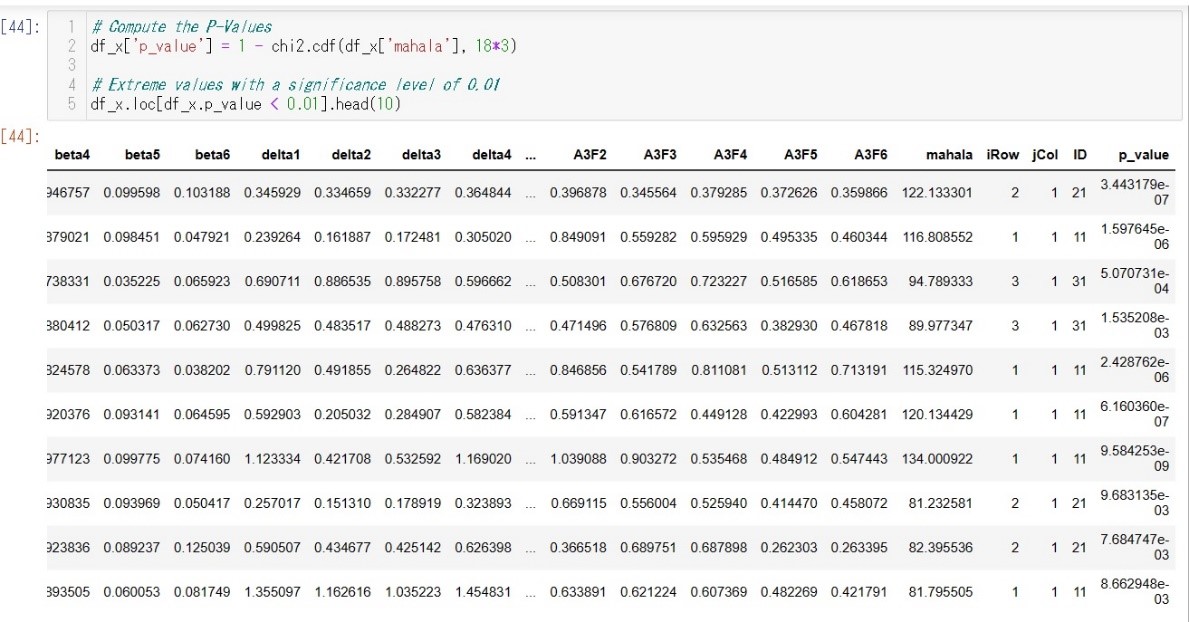 [44]:
1 # Compute the P-Values
2 df_x['p_value'] = 1 - chi2.cdf(df_x['mahala'], 18*3)
3
4 # Extreme values with a significance level of 0.01
5 df_x.loc[df_x.p_value < 0.01].head(10)
[44]:
beta4 beta5 beta6 delta1 delta2 delta3 delta4 ... A3F2 A3F3 A3F4 A3F5 A3F6 mahala iRow jCol ID p_value
946757 0.099598 0.103188 0.345929 0.334659 0.332277 0.364844 ... 0.396878 0.345564 0.379285 0.372626 0.359866 122.133301 2 1 21 3.443179e-
07
879021 0.098451 0.047921 0.239264 0.161887 0.172481 0.305020 ... 0.849091 0.559282 0.595929 0.495335 0.460344 116.808552 1 1 11 1.597645e-
06
738331 0.035225 0.065923 0.690711 0.886535 0.895758 0.596662 ... 0.508301 0.676720 0.723227 0.516585 0.618653 94.789333 3 1 31 5.070731e-
04
880412 0.050317 0.062730 0.499825 0.483517 0.488273 0.476310 ... 0.471496 0.576809 0.632563 0.382930 0.467818 89.977347 3 1 31 1.535208e-
03
824578 0.063373 0.038202 0.791120 0.491855 0.264822 0.636377 ... 0.846856 0.541789 0.811081 0.513112 0.713191 115.324970 1 1 11 2.428762e-
06
920376 0.093141 0.064595 0.592903 0.205032 0.284907 0.582384 ... 0.591347 0.616572 0.449128 0.422993 0.604281 120.134429 1 1 11 6.160360e-
07
977123 0.099775 0.074160 1.123334 0.421708 0.532592 1.169020 ... 1.039088 0.903272 0.535468 0.484912 0.547443 134.000922 1 1 11 9.584253e-
09
930835 0.093969 0.050417 0.257017 0.151310 0.178919 0.323893 ... 0.669115 0.556004 0.525940 0.414470 0.458072 81.232581 2 1 21 9.683135e-
03
923836 0.089237 0.125039 0.590507 0.434677 0.425142 0.626398 ... 0.366518 0.689751 0.687898 0.262303 0.263395 82.395536 2 1 21 7.684747e-
03
893505 0.060053 0.081749 1.355097 1.162616 1.035223 1.454831 ... 0.633891 0.621224 0.607369 0.482269 0.421791 81.795505 1 1 11 8.662948e-
03